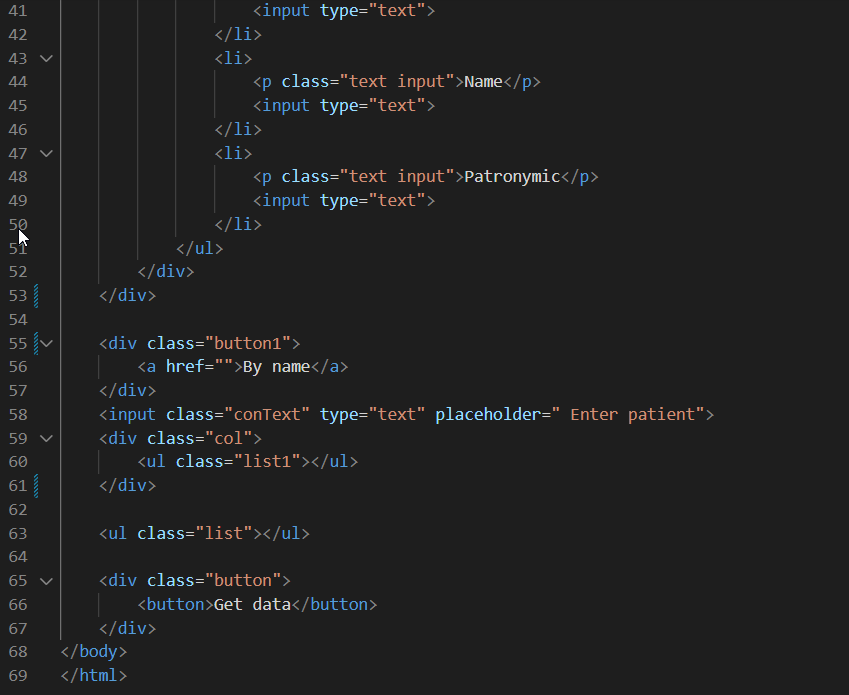 41 <input type="text">
42 </li>
43 <li>
44 <p class="text input">Name</p>
45 <input type="text">
46 </li>
47 <li>
48 <p class="text input">Patronymic</p>
49 <input type="text">
50 </li>
51 </ul>
52 </div>
53 </div>
54
55 <div class="button1">
56 <a href="">By name</a>
57 </div>
58 <input class="conText" type="text" placeholder=" Enter patient">
59 <div class="col">
60 <ul class="list1"></ul>
61 </div>
62
63 <ul class="list"></ul>
64
65 <div class="button">
66 <button>Get data</button>
67 </div>
68 </body>
69 </html>